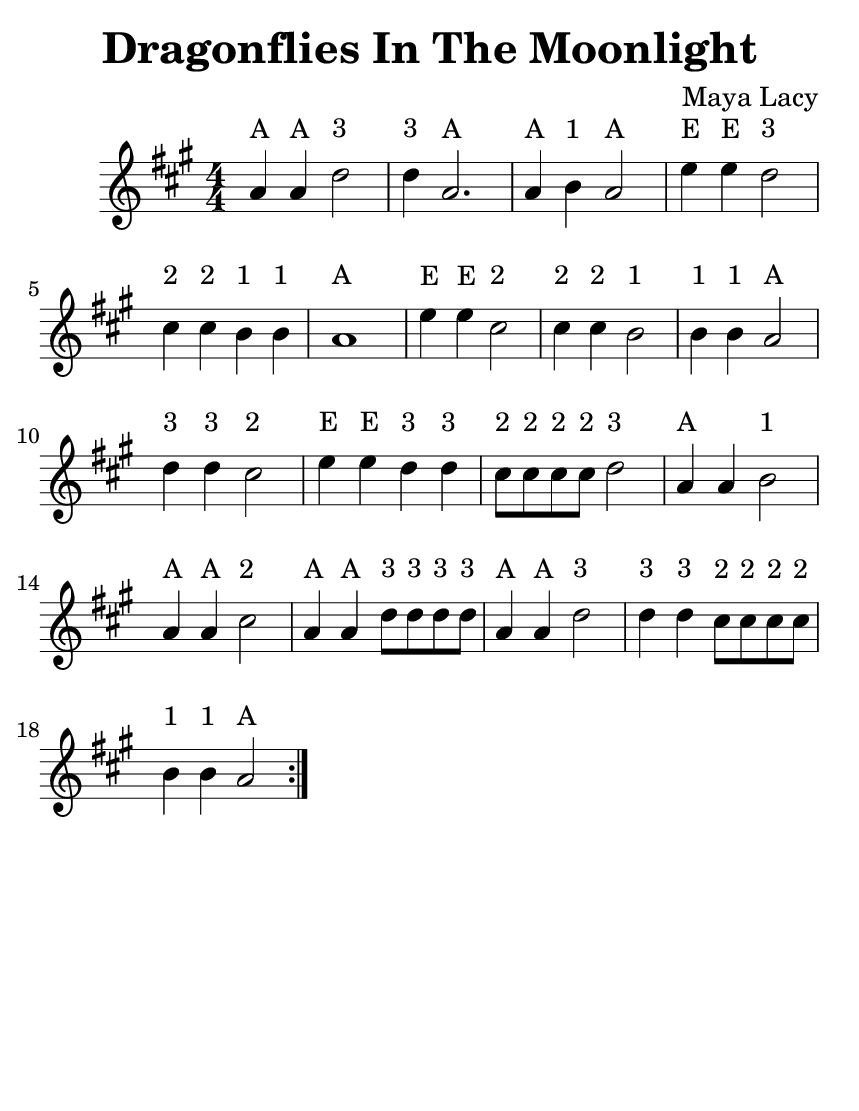 Dragonflies In The Moonlight
Maya Lacy
A A 3 3 A A 1 A E E 3
4
4
5
2 2 1 1 A E E 2 2 2 1 1 1 A
10
3 3 2 E E 3 3 2 2 2 2 3 A 1
14
A A 2 A A 3 3 3 3 A A 3 3 3 2 2 2 2
18
1 1 A